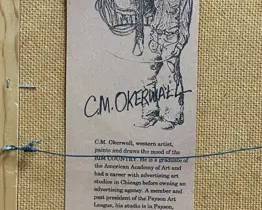 C.M. OKERWALL
C.M. Okerwall, western artist,
paints and draws the mood of the
RIM COUNTRY. He is a graduate of
the American Academy of Art and
had a career with advertising art
studios in Chicago before owning an
advertising agency. A member and
past president of the Payson Art
League, his studio is in Payson,